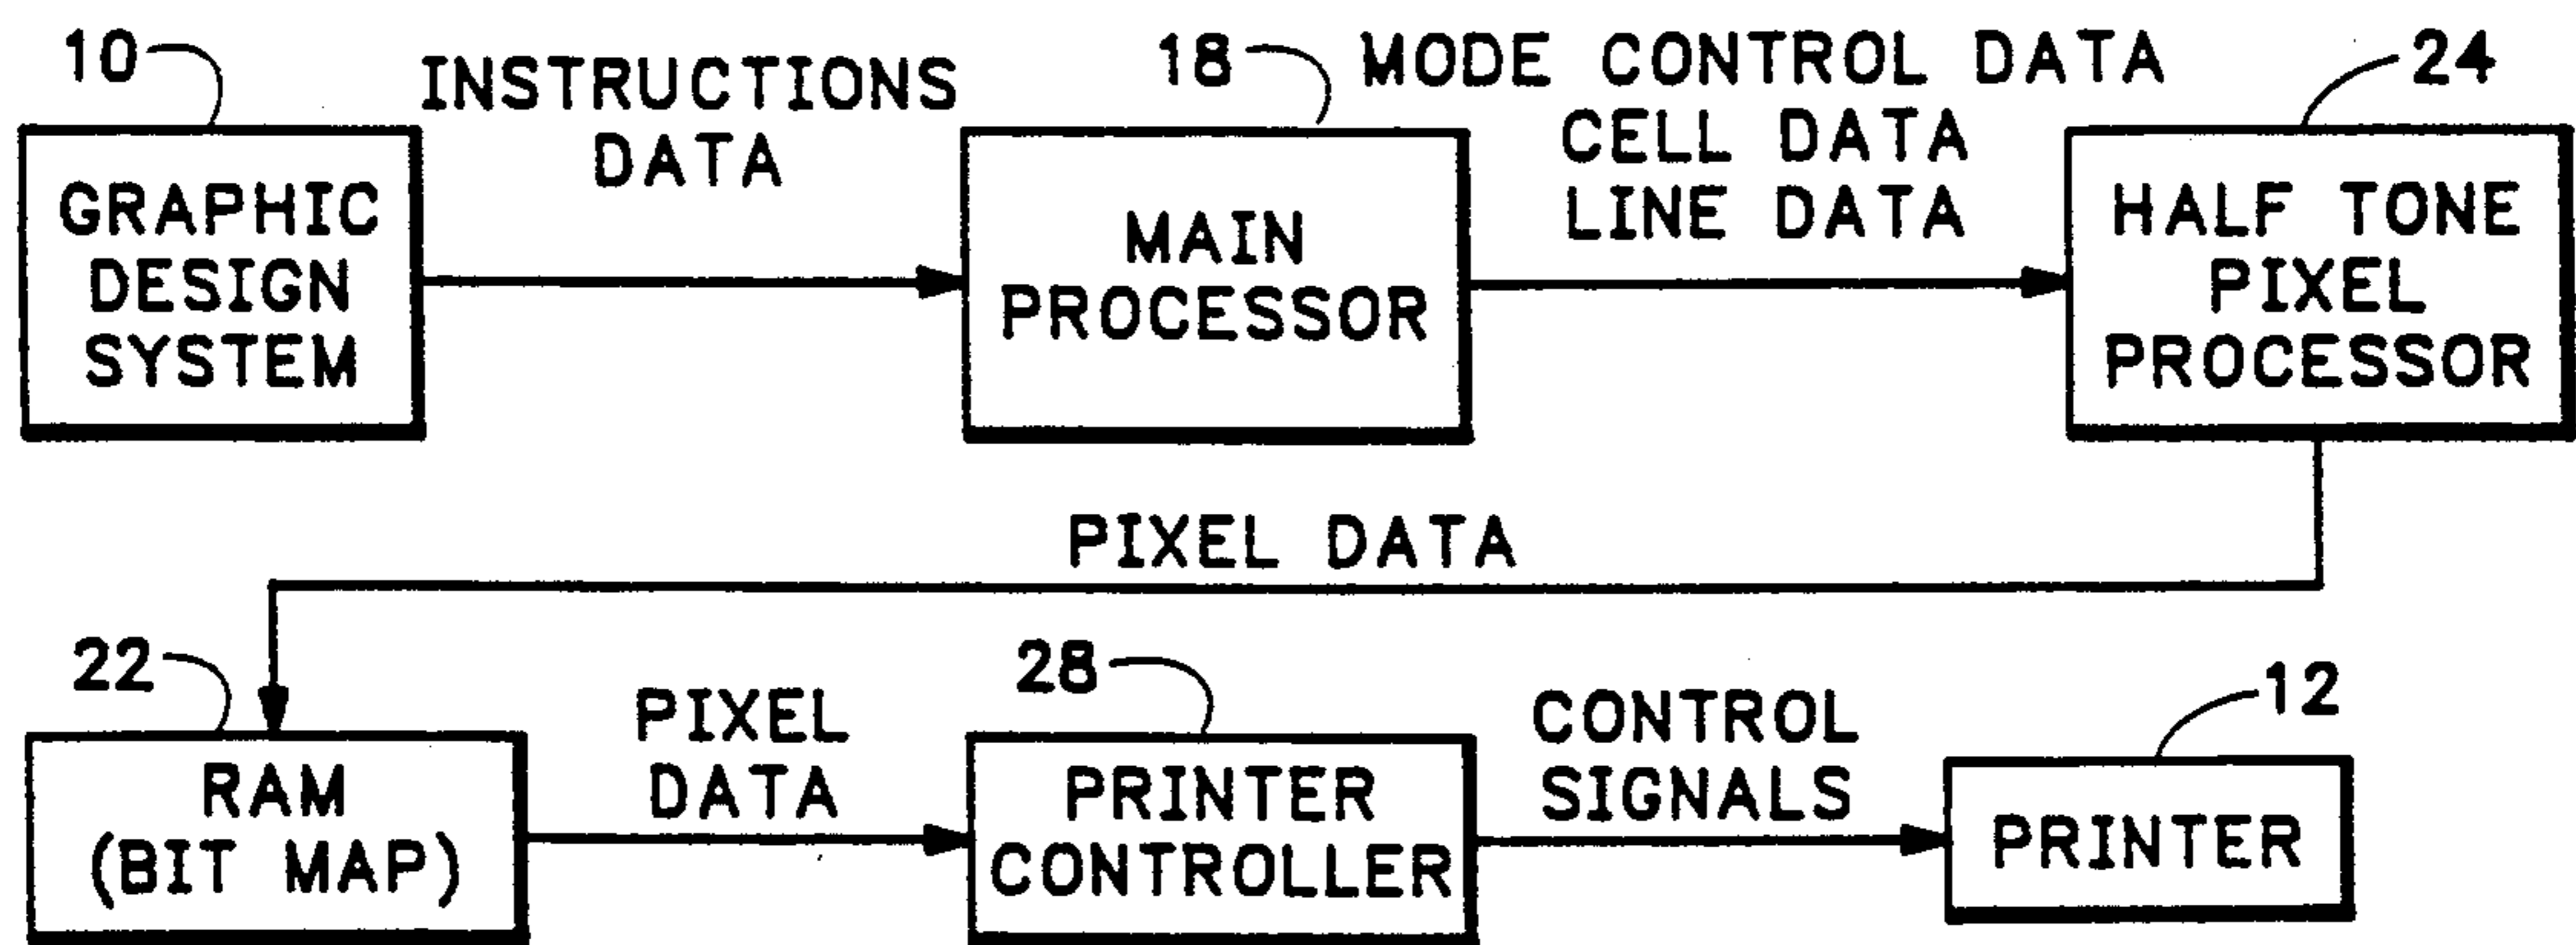 10
INSTRUCTIONS
DATA
18
MODE CONTROL DATA
CELL DATA
LINE DATA
24
GRAPHIC
DESIGN
SYSTEM
MAIN
PROCESSOR
HALF TONE
PIXEL
PROCESSOR
PIXEL DATA
22
RAM
(BIT MAP)
PIXEL
DATA
28
PRINTER
CONTROLLER
CONTROL
SIGNALS
12
PRINTER